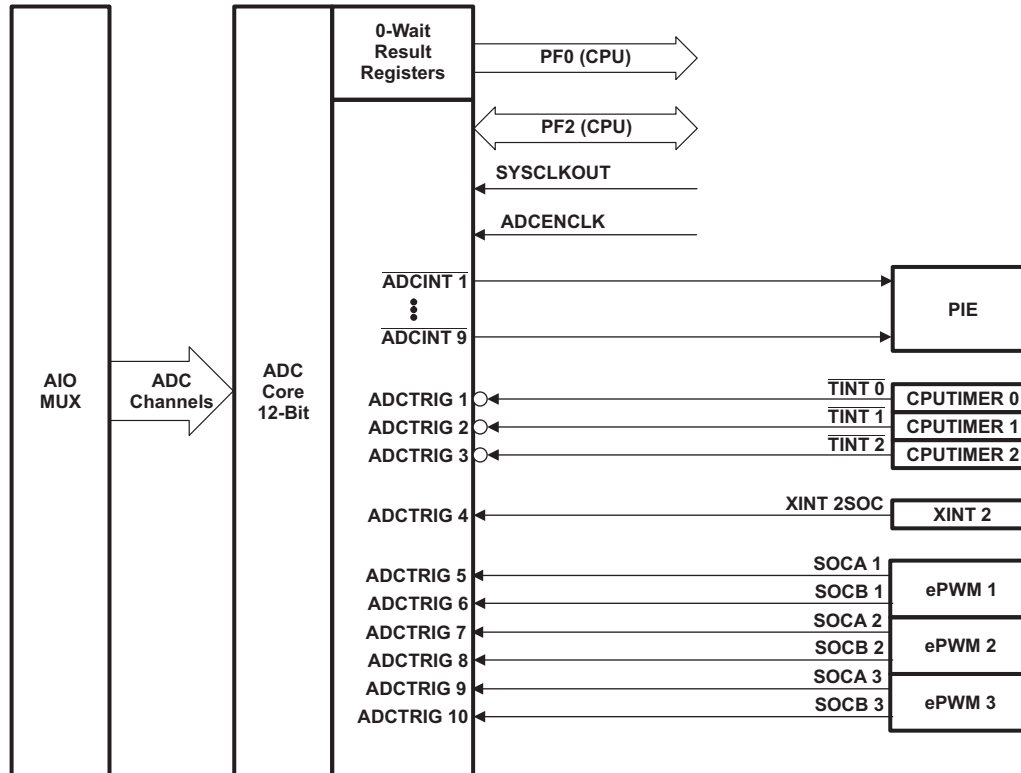 0-Wait
Result
Registers
PF0 (CPU)
PF2 (CPU)
SYSCLKOUT
ADCENCLK
ADCINT 1
PIE
ADCINT 9
AIO
MUX
ADC
Channels
ADC
Core
12-Bit
ADCTRIG 1
TINT 0
CPUTIMER 0
ADCTRIG 2
TINT 1
CPUTIMER 1
ADCTRIG 3
TINT 2
CPUTIMER 2
ADCTRIG 4
XINT 2SOC
XINT 2
ADCTRIG 5
SOCA 1
ePWM 1
ADCTRIG 6
SOCB 1
ADCTRIG 7
SOCA 2
ePWM 2
ADCTRIG 8
SOCB 2
ADCTRIG 9
SOCA 3
ePWM 3
ADCTRIG 10
SOCB 3